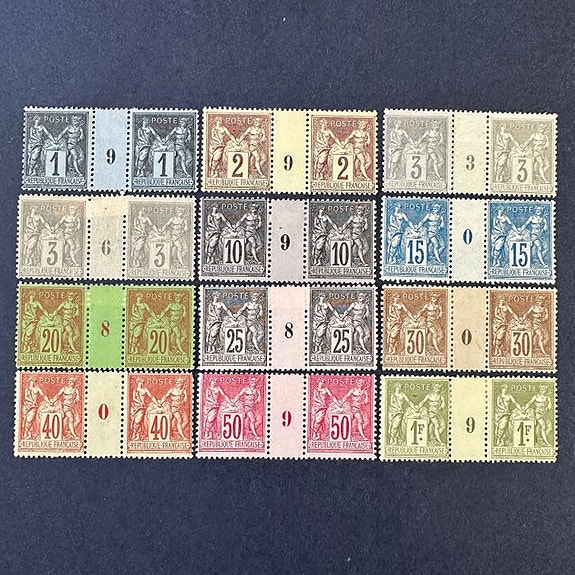 POSTE POSTE POSTE POSTE POSTE POSTE
1 9 1 2 9 2 3 3 3
REPUBLIQUE FRANÇAISE REPUBLIQUE FRANÇAISE REPUBLIQUE FRANÇAISE REPUBLIQUE FRANÇAISE REPUBLIQUE FRANÇAISE REPUBLIQUE FRANÇAISE
POSTE POSTE POSTE POSTE POSTE POSTE
3 6 3 10 9 10 15 0 15
REPUBLIQUE FRANÇAISE REPUBLIQUE FRANÇAISE REPUBLIQUE FRANÇAISE REPUBLIQUE FRANÇAISE REPUBLIQUE FRANÇAISE REPUBLIQUE FRANÇAISE
POSTE POSTE POSTE POSTE POSTE POSTE
20 8 20 25 8 25 30 0 30
REPUBLIQUE FRANÇAISE REPUBLIQUE FRANÇAISE REPUBLIQUE FRANÇAISE REPUBLIQUE FRANÇAISE REPUBLIQUE FRANÇAISE REPUBLIQUE FRANÇAISE
POSTE POSTE POSTE POSTE POSTE POSTE
40 0 40 50 9 50 1F 9 1F
REPUBLIQUE FRANÇAISE REPUBLIQUE FRANÇAISE REPUBLIQUE FRANÇAISE REPUBLIQUE FRANÇAISE REPUBLIQUE FRANÇAISE REPUBLIQUE FRANÇAISE